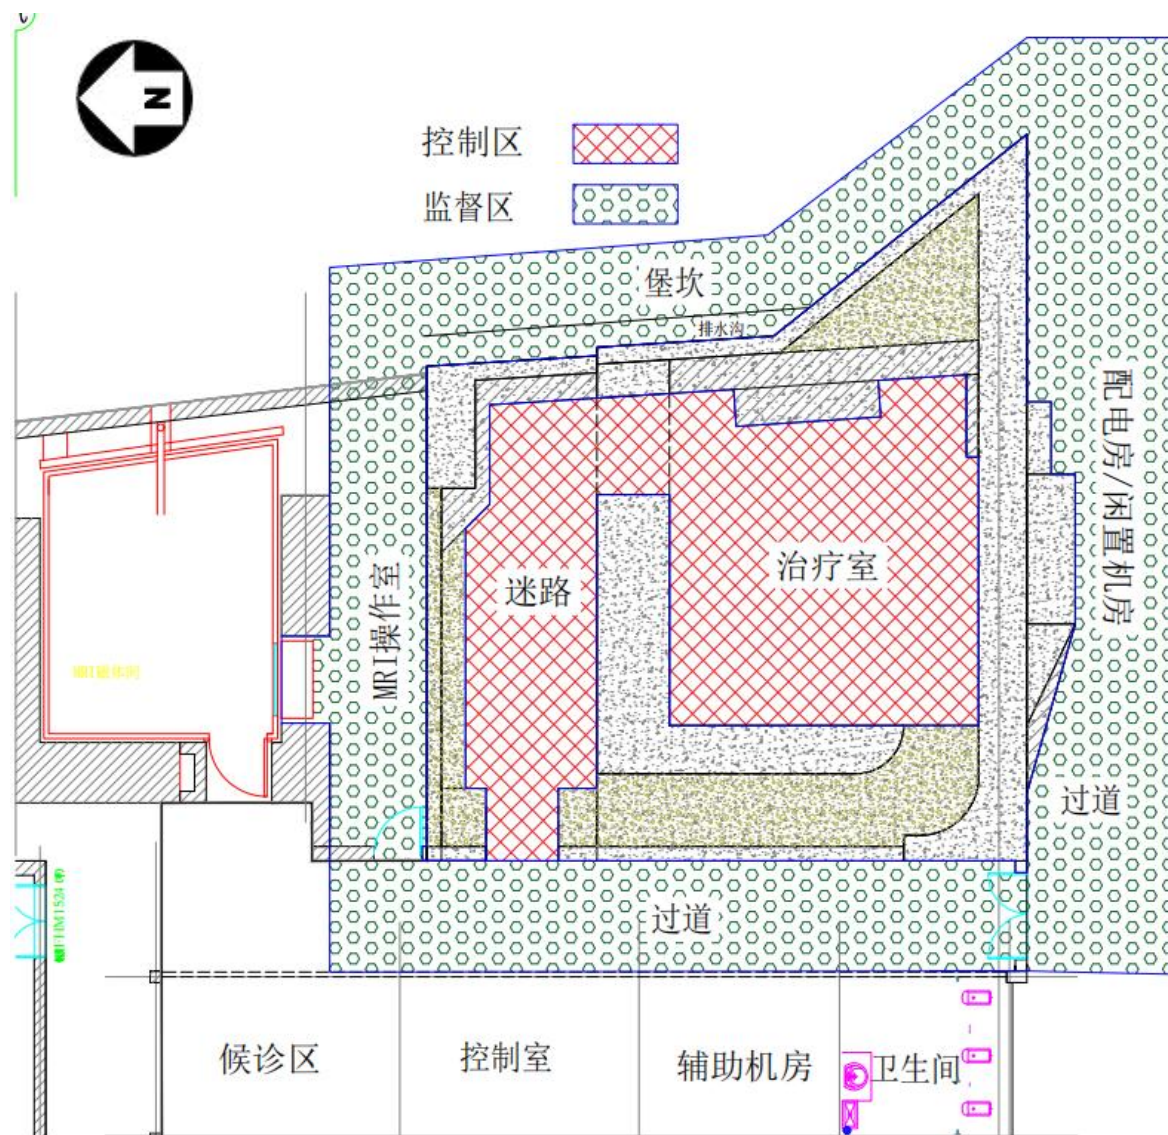 N
控制区
监督区
堡坎
排水沟
配电房/闲置机房
治疗室
迷路
MRI操作室
过道
过道
候诊区
控制室
辅助机房
卫生间